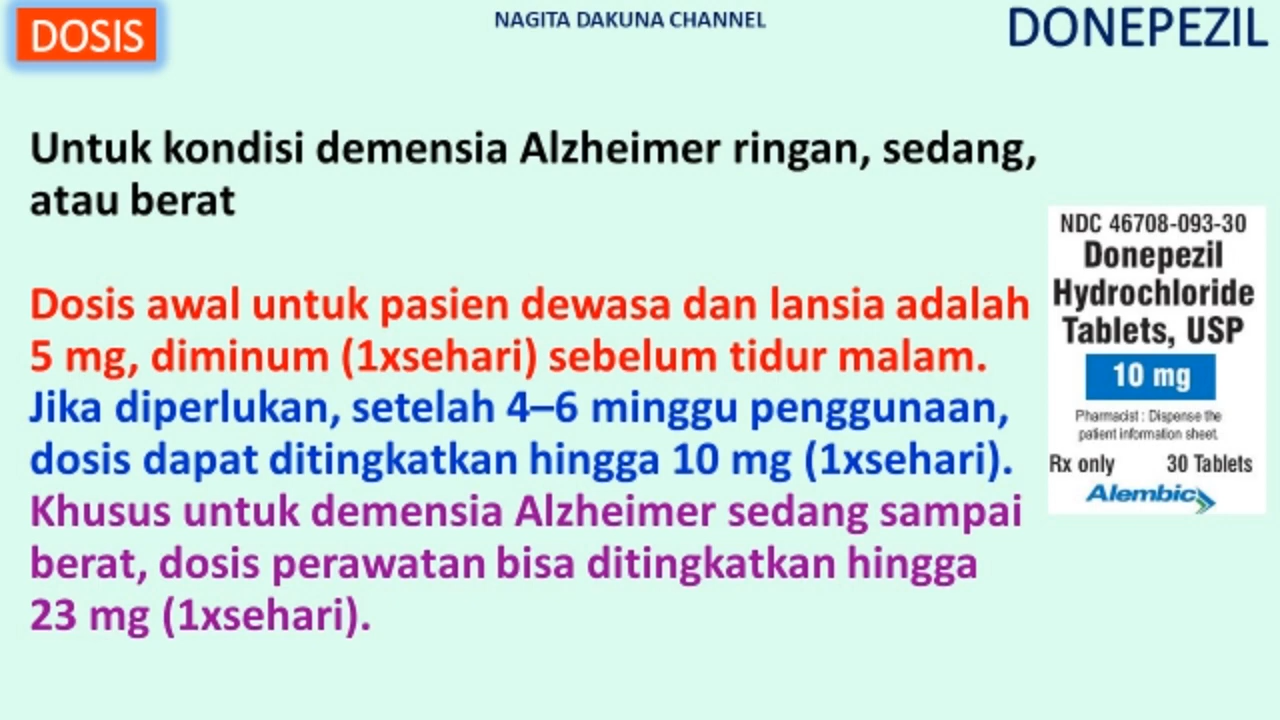 DOSIS
NAGITA DAKUNA CHANNEL
DONEPEZIL
Untuk kondisi demensia Alzheimer ringan, sedang,
atau berat
Dosis awal untuk pasien dewasa dan lansia adalah
5 mg, diminum (1xsehari) sebelum tidur malam.
Jika diperlukan, setelah 4–6 minggu penggunaan,
dosis dapat ditingkatkan hingga 10 mg (1xsehari).
Khusus untuk demensia Alzheimer sedang sampai
berat, dosis perawatan bisa ditingkatkan hingga
23 mg (1xsehari).
NDC 46708-093-30
Donepezil
Hydrochloride
Tablets, USP
10 mg
Pharmacist : Dispense the
patient information sheet.
Rx only 30 Tablets
Alembic